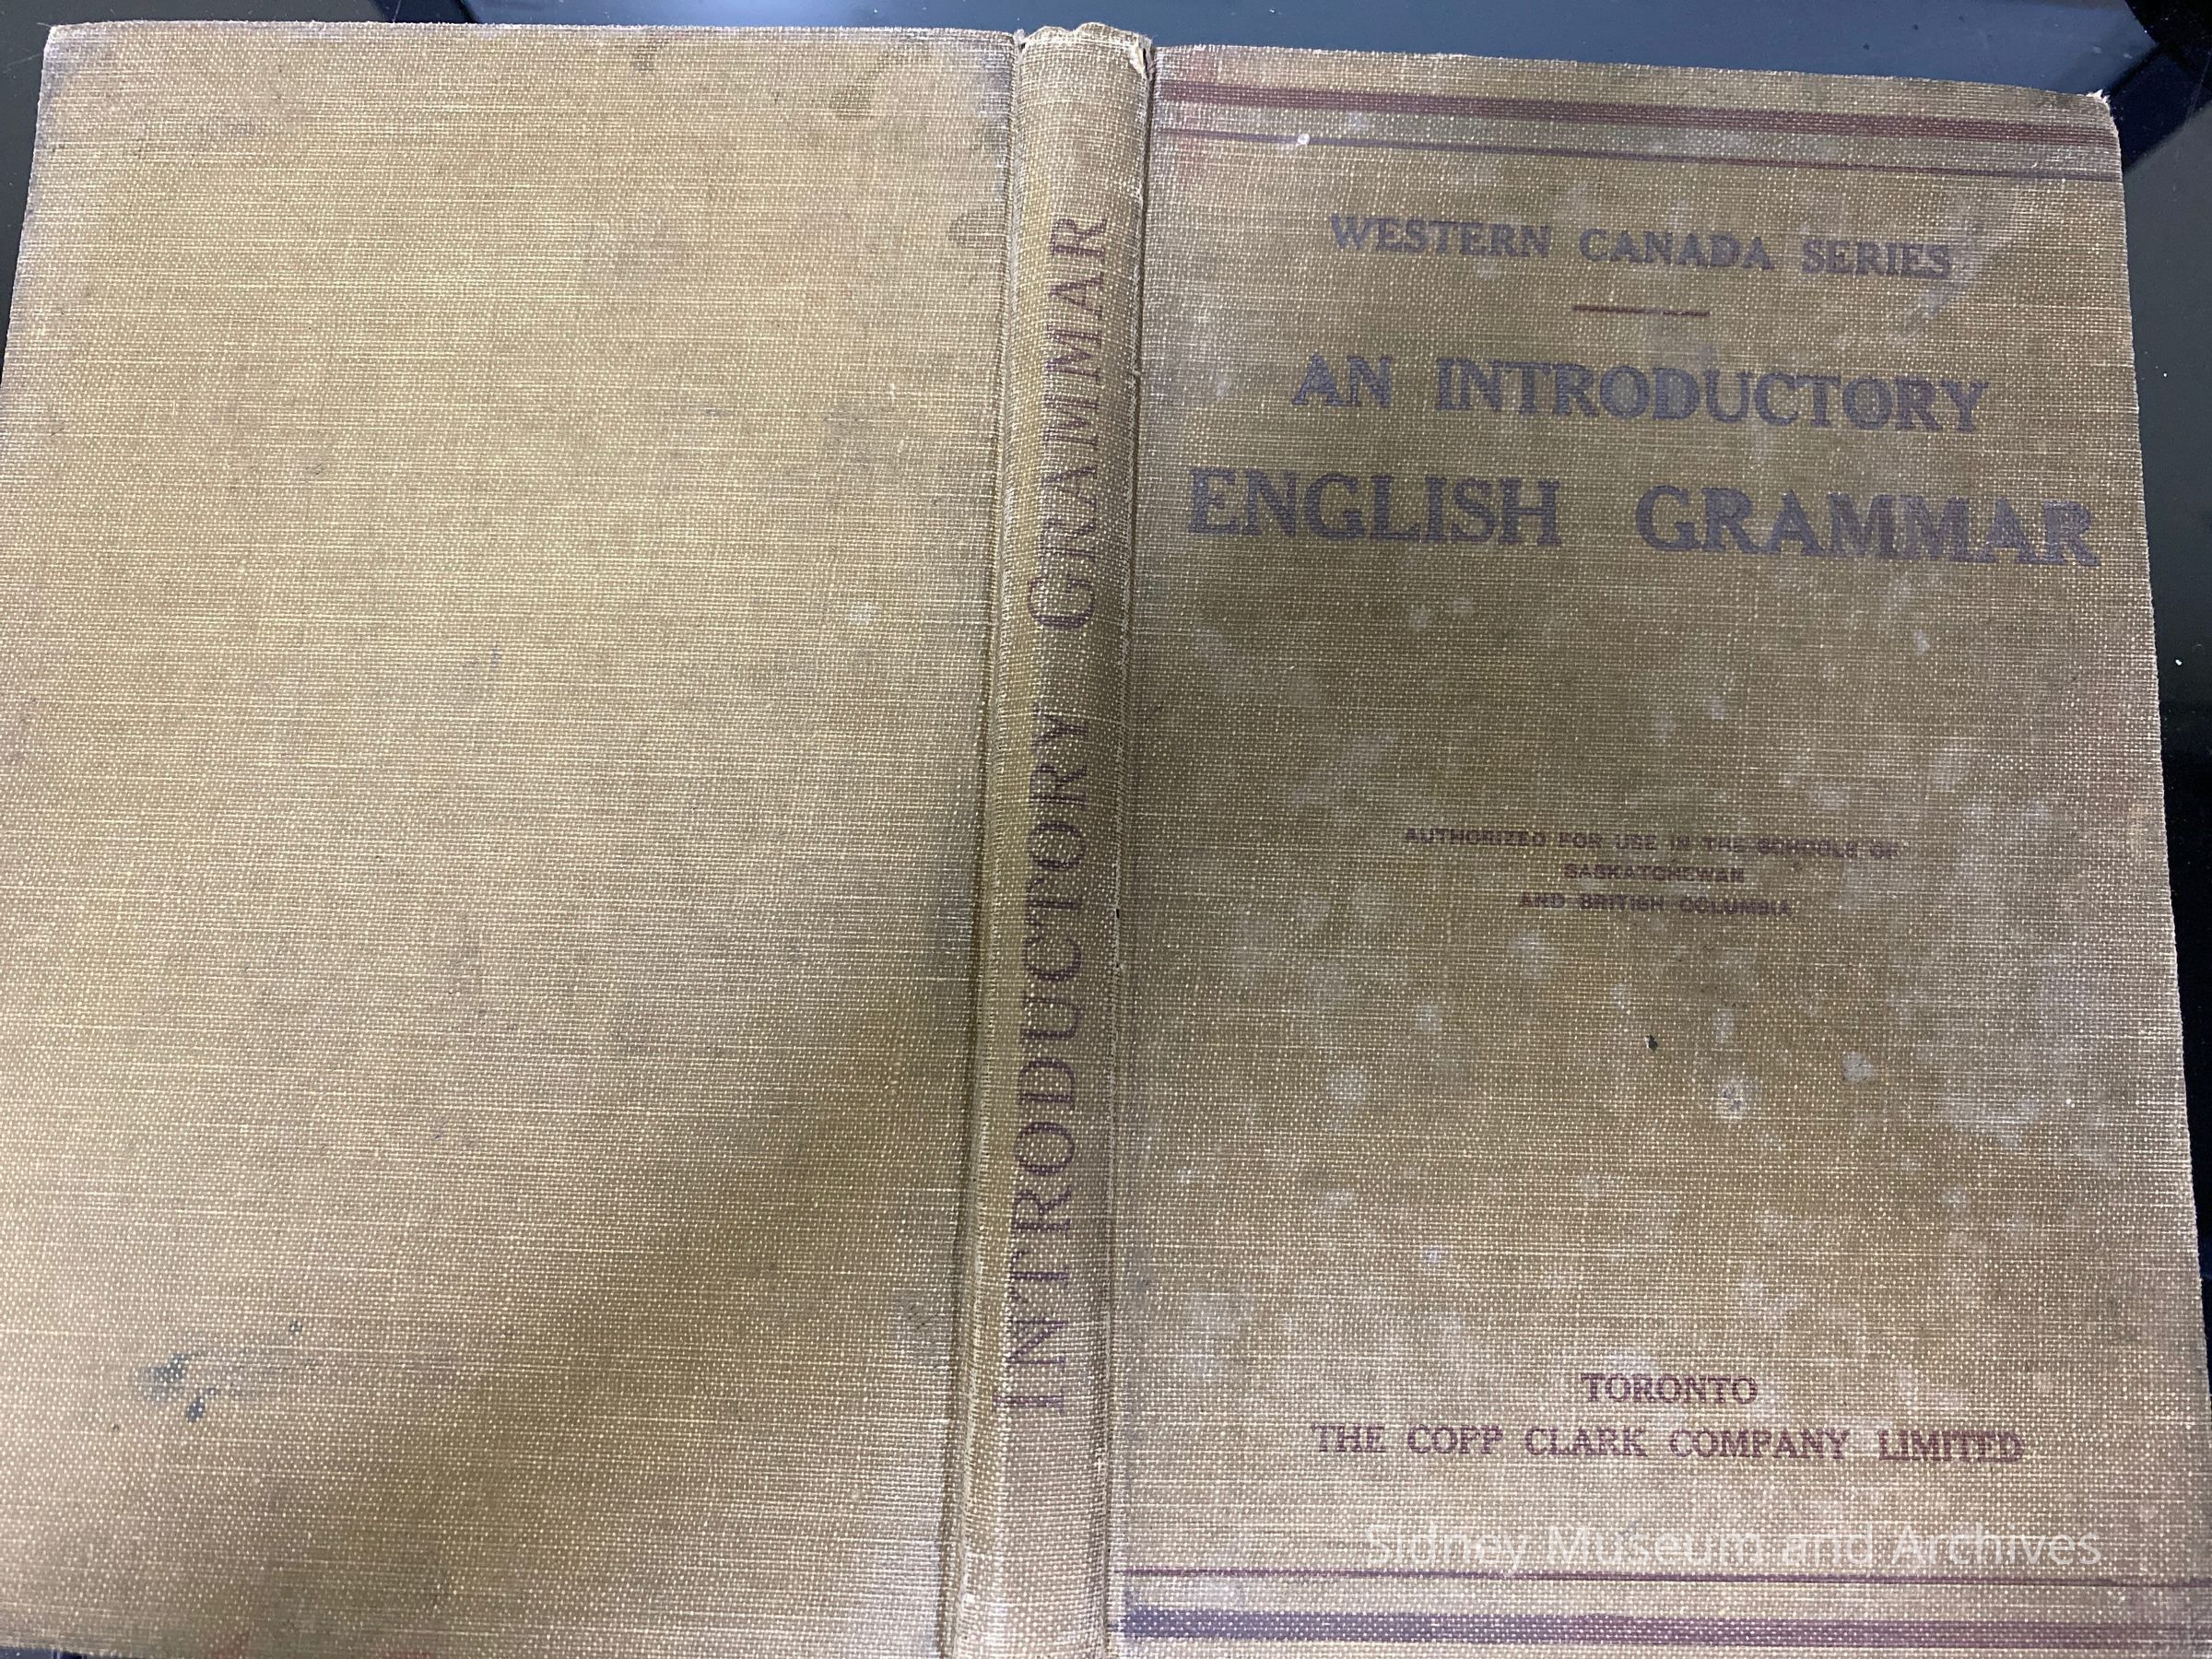 INTRODUCTORY GRAMMAR
WESTERN CANADA SERIES
AN INTRODUCTORY
ENGLISH GRAMMAR
AUTHORIZED FOR USE IN THE SCHOOLS OF
SASKATCHEWAN
AND BRITISH COLUMBIA
TORONTO
THE COPP CLARK COMPANY LIMITED
Sidney Museum and Archives